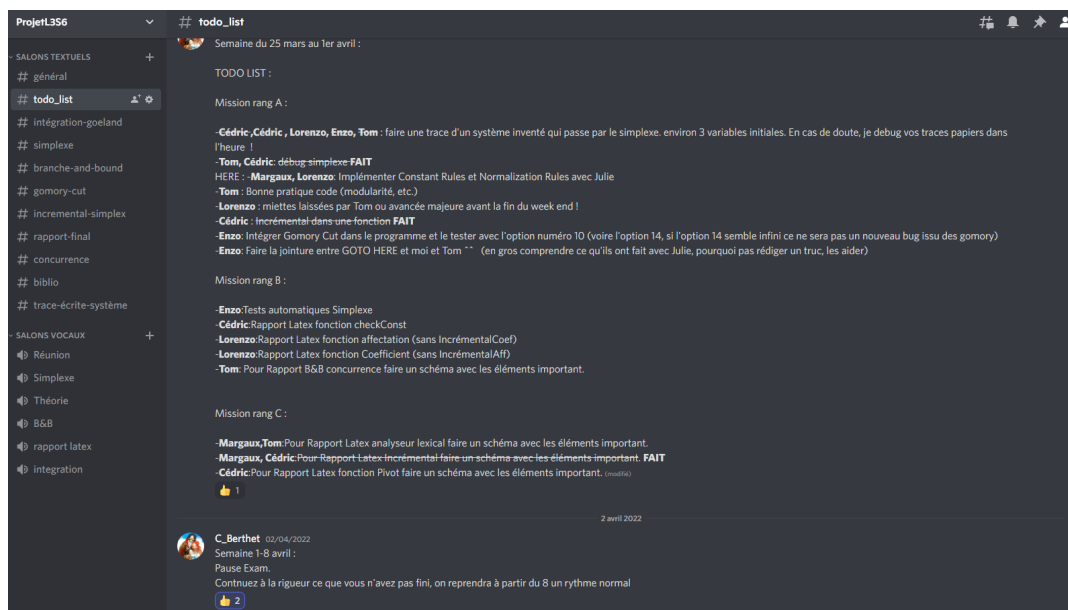 ProjetL3S6
# todo_list
SALONS TEXTUELS +
# général
# todo_list
# intégration-goeland
# simplexe
# branche-and-bound
# gomory-cut
# incremental-simplex
# rapport-final
# concurrence
# biblio
# trace-écrite-système
SALONS VOCAUX +
Réunion
Simplexe
Théorie
B&B
rapport latex
integration
Semaine du 25 mars au 1er avril :
TODO LIST :
Mission rang A :
-Cédric ,Cédric , Lorenzo, Enzo, Tom : faire une trace d'un système inventé qui passe par le simplexe. environ 3 variables initiales. En cas de doute, je debug vos traces papiers dans
l'heure !
-Tom, Cédric: débug simplexe FAIT
HERE : -Margaux, Lorenzo: Implémenter Constant Rules et Normalization Rules avec Julie
-Tom : Bonne pratique code (modularité, etc.)
-Lorenzo : miettes laissées par Tom ou avancée majeure avant la fin du week end !
-Cédric : Incrémental dans une fonction FAIT
-Enzo: Intégrer Gomory Cut dans le programme et le tester avec l'option numéro 10 (voire l'option 14, si l'option 14 semble infini ce ne sera pas un nouveau bug issu des gomory)
-Enzo: Faire la jointure entre GOTO HERE et moi et Tom ^^ (en gros comprendre ce qu'ils ont fait avec Julie, pourquoi pas rédiger un truc, les aider)
Mission rang B :
-Enzo:Tests automatiques Simplexe
-Cédric:Rapport Latex fonction checkConst
-Lorenzo:Rapport Latex fonction affectation (sans IncrémentalCoef)
-Lorenzo:Rapport Latex fonction Coefficient (sans IncrémentalAff)
-Tom: Pour Rapport B&B concurrence faire un schéma avec les éléments important.
Mission rang C :
-Margaux,Tom:Pour Rapport Latex analyseur lexical faire un schéma avec les éléments important.
-Margaux, Cédric:Pour Rapport Latex Incrémental faire un schéma avec les éléments important. FAIT
-Cédric:Pour Rapport Latex fonction Pivot faire un schéma avec les éléments important. (modifié)
👍 1
2 avril 2022
C_Berthet 02/04/2022
Semaine 1-8 avril :
Pause Exam.
Contnuez à la rigueur ce que vous n'avez pas fini, on reprendra à partir du 8 un rythme normal
👍 2